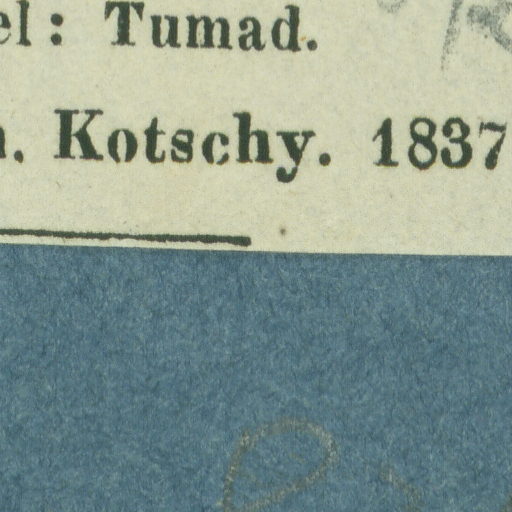 el: Tumad.
n. Kotschy. 1837